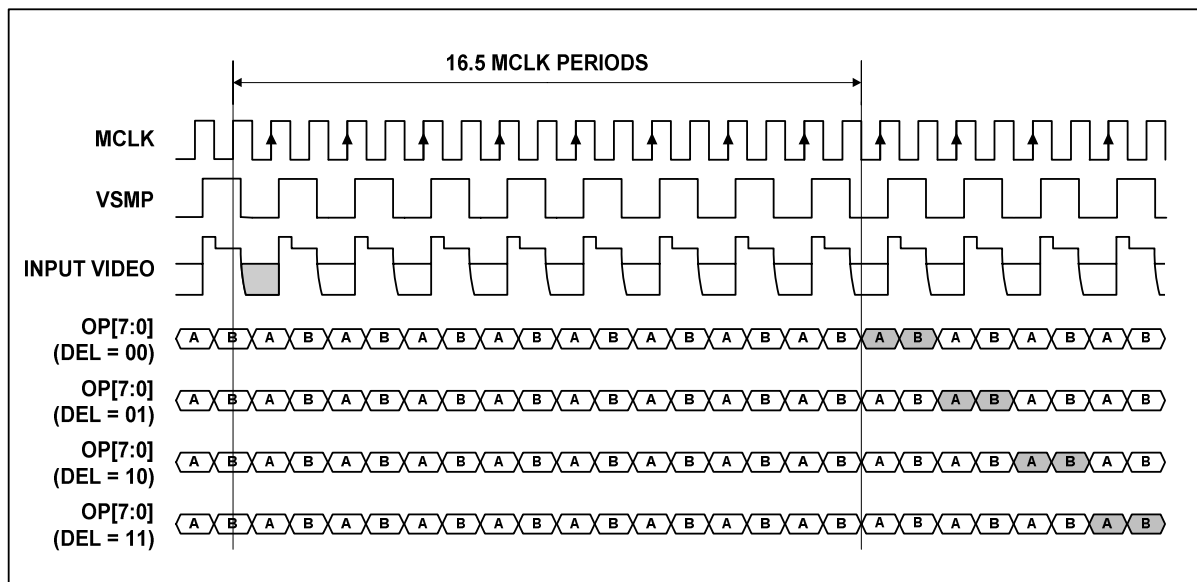 16.5 MCLK PERIODS
MCLK
VSMP
INPUT VIDEO
OP[7:0]
(DEL = 00)
A B A B A B A B A B A B A B A B A B A B A B A B A B
OP[7:0]
(DEL = 01)
A B A B A B A B A B A B A B A B A B A B A B A B A B
OP[7:0]
(DEL = 10)
A B A B A B A B A B A B A B A B A B A B A B A B A B
OP[7:0]
(DEL = 11)
A B A B A B A B A B A B A B A B A B A B A B A B A B